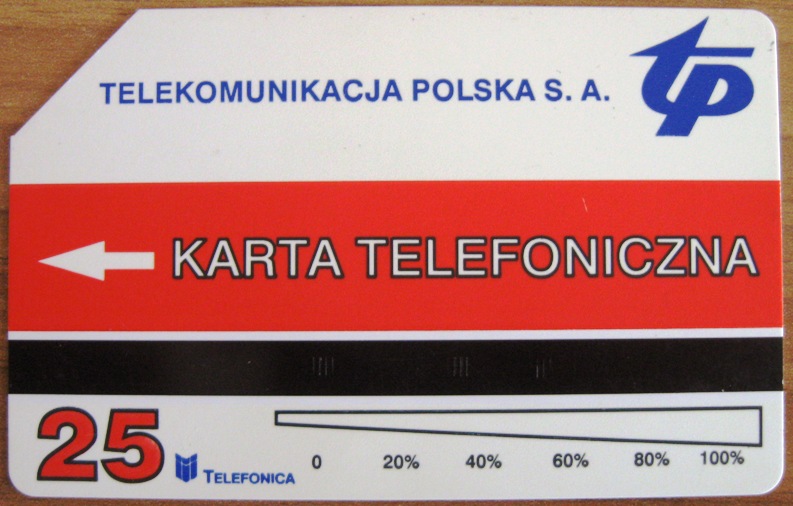 TELEKOMUNIKACJA POLSKA S. A.
tp
KARTA TELEFONICZNA
25
TELEFONICA
0 20% 40% 60% 80% 100%